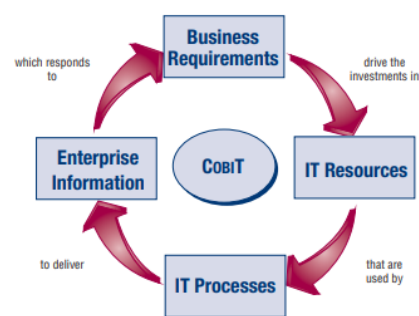 Business
Requirements
which responds
to
drive the
investments in
Enterprise
Information
COBIT
IT Resources
to deliver
that are
used by
IT Processes